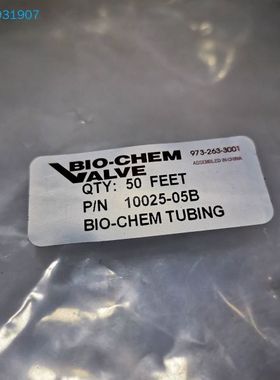 031907
BIO-CHEM
VALVE
973-263-3001
ASSEMBLED IN CHINA
QTY: 50 FEET
P/N 10025-05B
BIO-CHEM TUBING